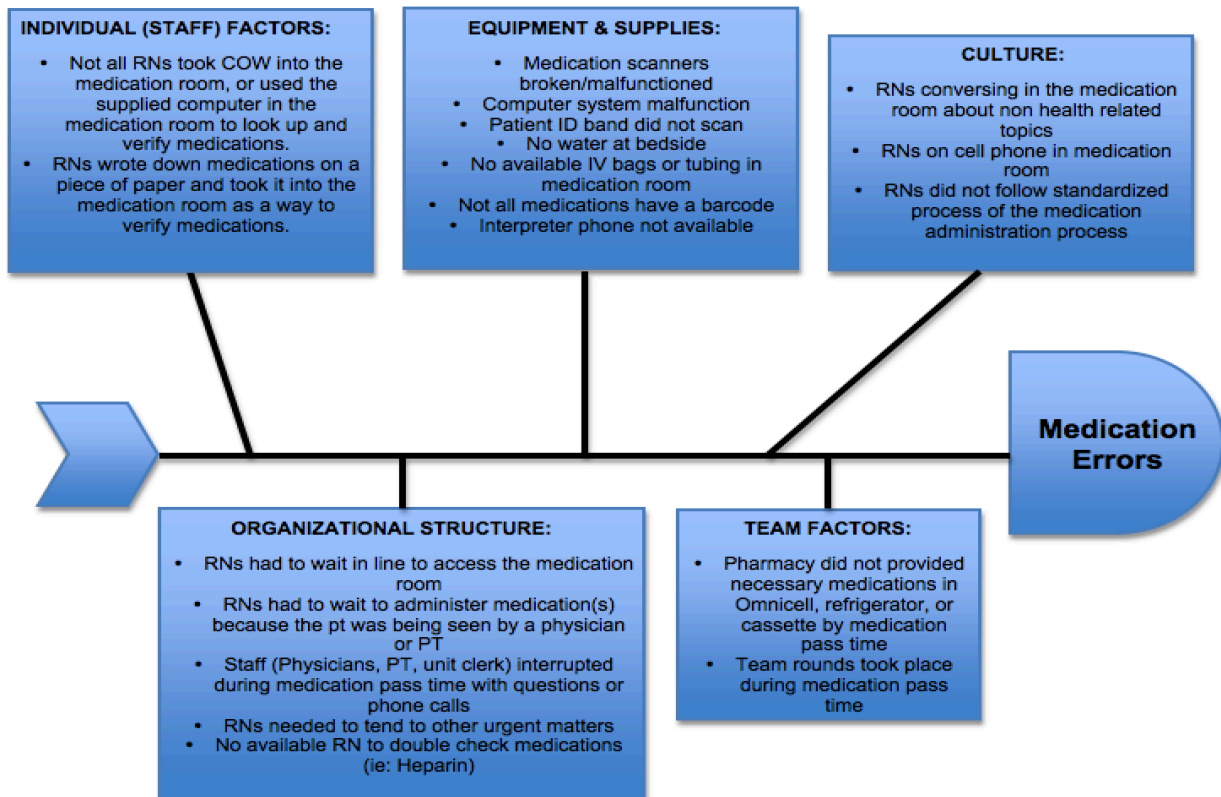 INDIVIDUAL (STAFF) FACTORS:
• Not all RNs took COW into the
medication room, or used the
supplied computer in the
medication room to look up and
verify medications.
• RNs wrote down medications on a
piece of paper and took it into the
medication room as a way to
verify medications.
EQUIPMENT & SUPPLIES:
• Medication scanners
broken/malfunctioned
• Computer system malfunction
• Patient ID band did not scan
• No water at bedside
• No available IV bags or tubing in
medication room
• Not all medications have a barcode
• Interpreter phone not available
CULTURE:
• RNs conversing in the medication
room about non health related
topics
• RNs on cell phone in medication
room
• RNs did not follow standardized
process of the medication
administration process
Medication
Errors
ORGANIZATIONAL STRUCTURE:
• RNs had to wait in line to access the medication
room
• RNs had to wait to administer medication(s)
because the pt was being seen by a physician
or PT
• Staff (Physicians, PT, unit clerk) interrupted
during medication pass time with questions or
phone calls
• RNs needed to tend to other urgent matters
• No available RN to double check medications
(ie: Heparin)
TEAM FACTORS:
• Pharmacy did not provided
necessary medications in
Omnicell, refrigerator, or
cassette by medication
pass time
• Team rounds took place
during medication pass
time